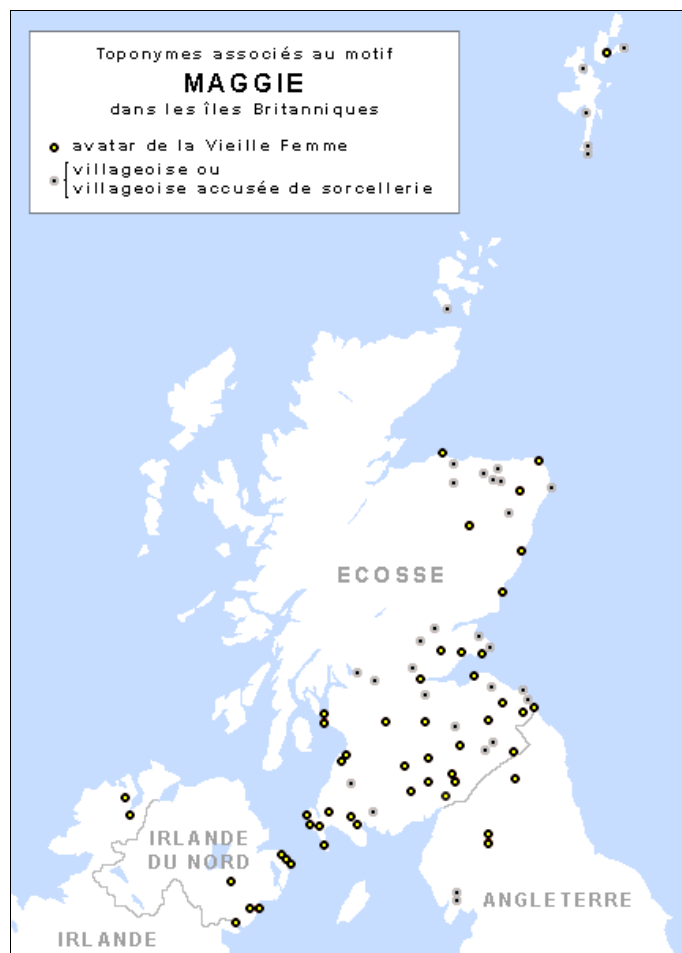 Toponymes associés au motif
MAGGIE
dans les îles Britanniques
avatar de la Vieille Femme
villageoise ou
villageoise accusée de sorcellerie
ECOSSE
IRLANDE
DU NORD
ANGLETERRE
IRLANDE